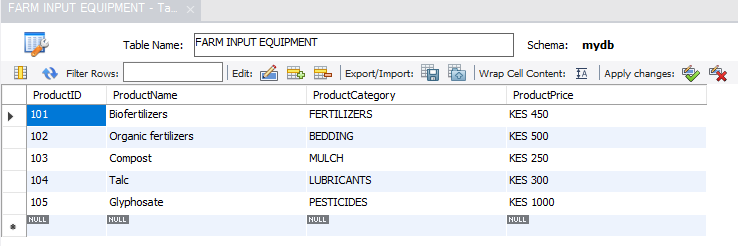 FARM INPUT EQUIPMENT - Ta...
Table Name: FARM INPUT EQUIPMENT Schema: mydb
Filter Rows: Edit: Export/Import: Wrap Cell Content: Apply changes:
ProductID ProductName ProductCategory ProductPrice
101 Biofertilizers FERTILIZERS KES 450
102 Organic fertilizers BEDDING KES 500
103 Compost MULCH KES 250
104 Talc LUBRICANTS KES 300
105 Glyphosate PESTICIDES KES 1000
NULL NULL NULL NULL